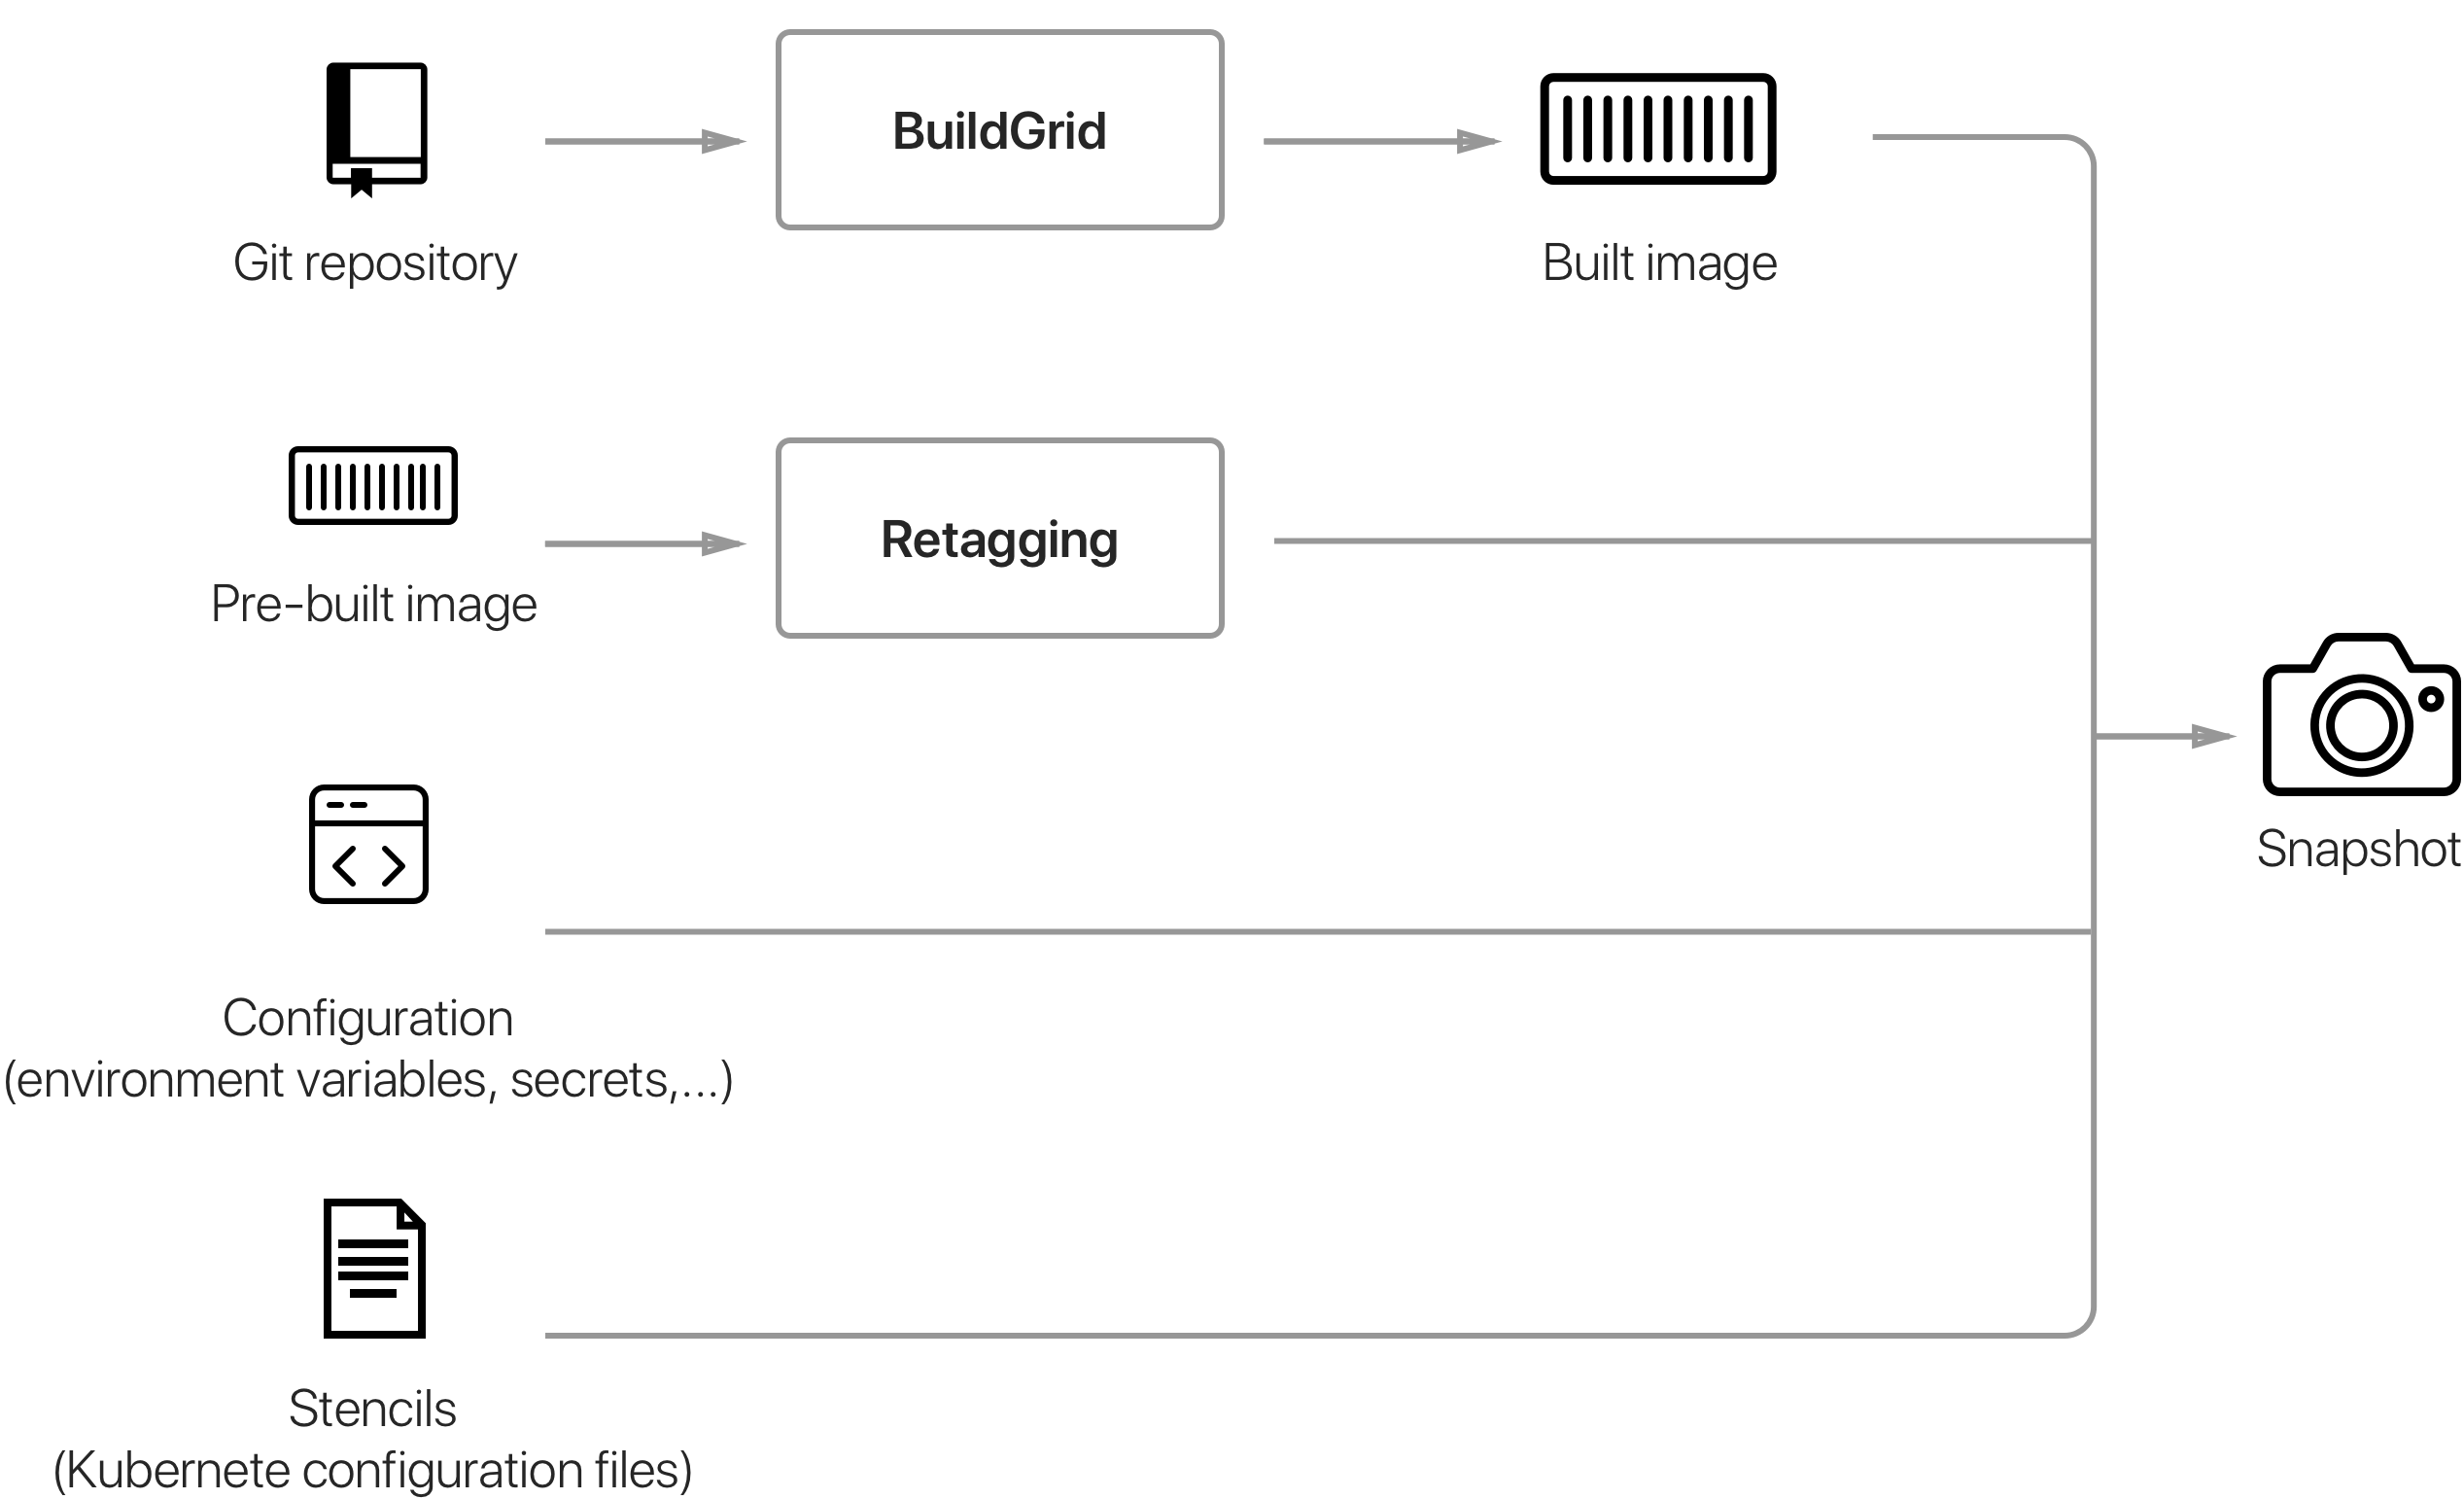 BuildGrid
Git repository
Built image
Retagging
Pre-built image
Snapshot
Configuration
(environment variables, secrets,...)
Stencils
(Kubernete configuration files)